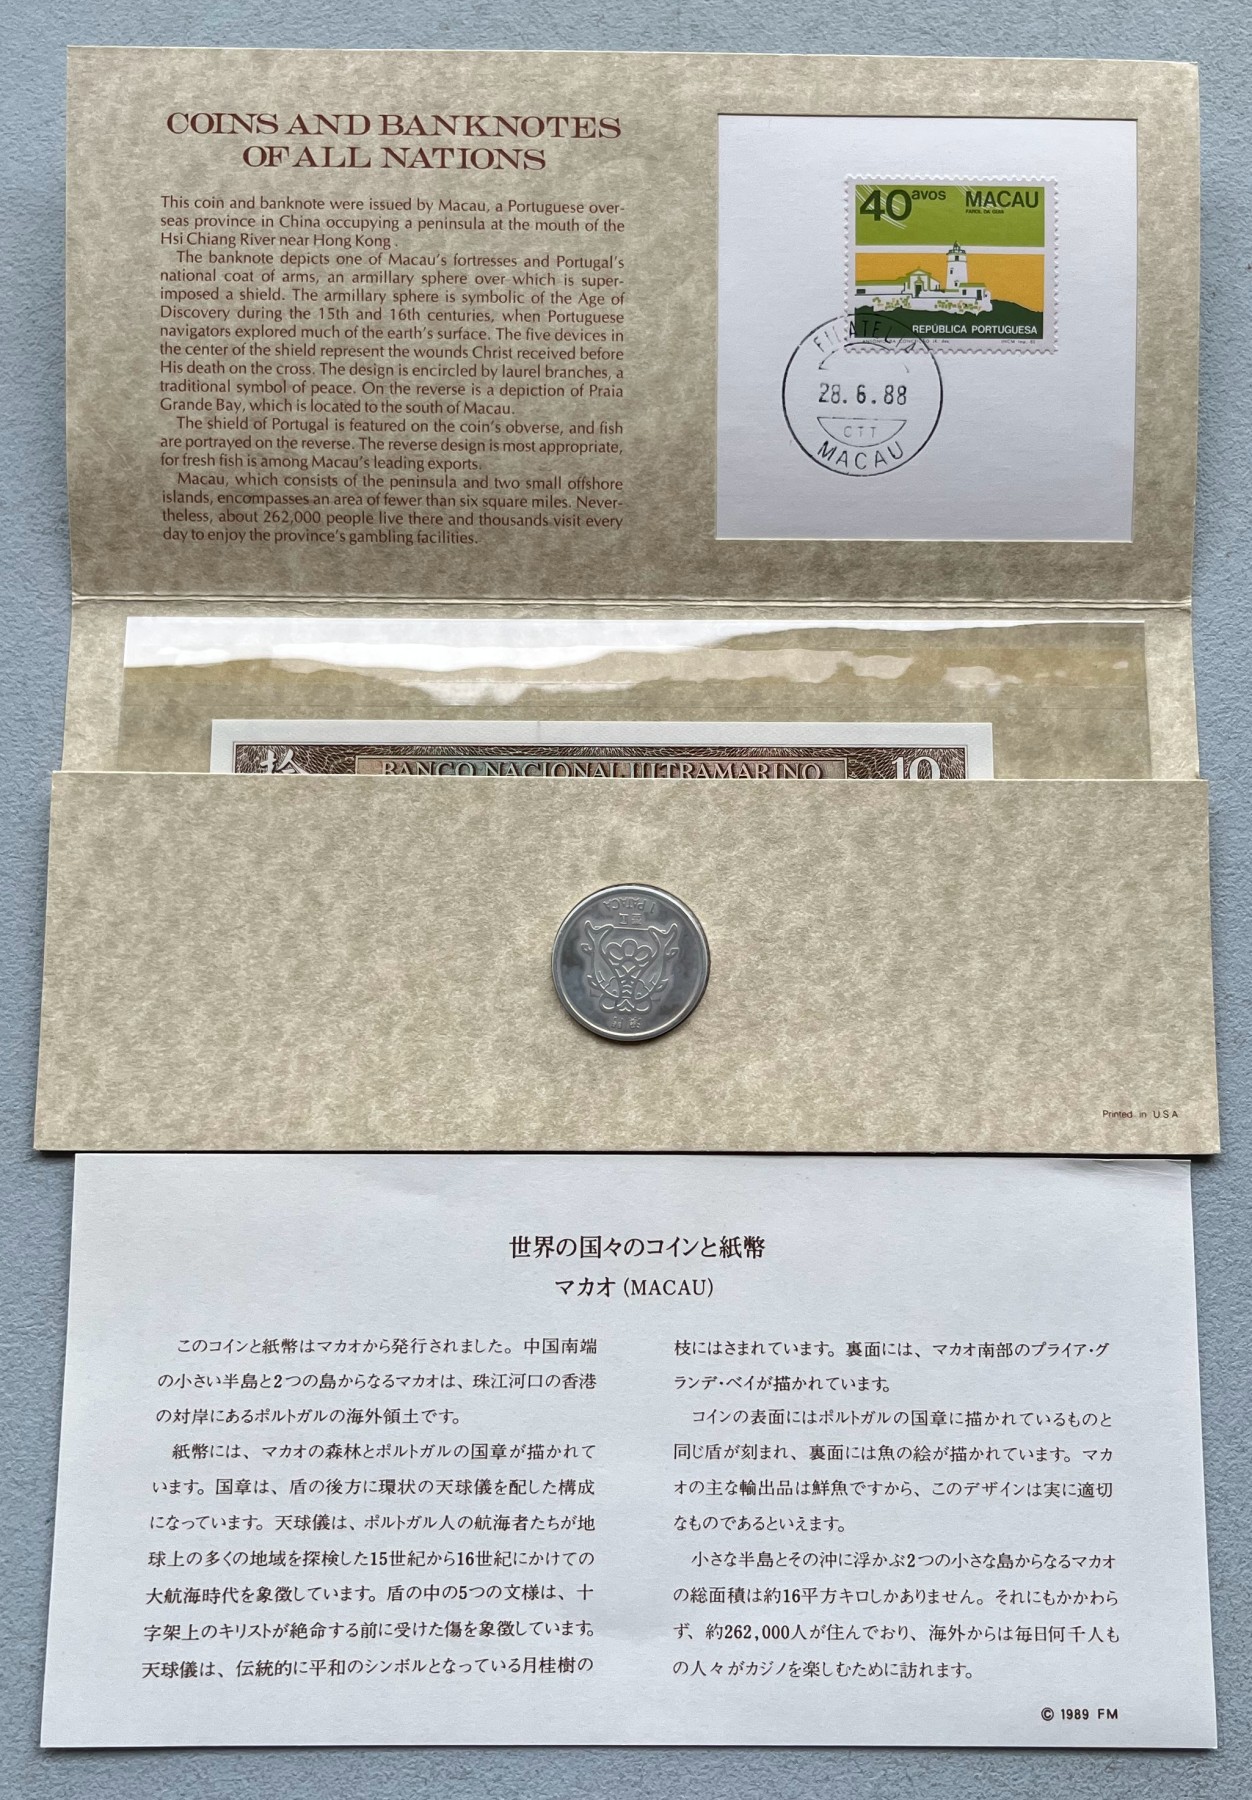 COINS AND BANKNOTES
OF ALL NATIONS
This coin and banknote were issued by Macau, a Portuguese over-
seas province in China occupying a peninsula at the mouth of the
Hsi Chiang River near Hong Kong .
The banknote depicts one of Macau's fortresses and Portugal's
national coat of arms, an armillary sphere over which is super-
imposed a shield. The armillary sphere is symbolic of the Age of
Discovery during the 15th and 16th centuries, when Portuguese
navigators explored much of the earth's surface. The five devices in
the center of the shield represent the wounds Christ received before
His death on the cross. The design is encircled by laurel branches, a
traditional symbol of peace. On the reverse is a depiction of Praia
Grande Bay, which is located to the south of Macau.
The shield of Portugal is featured on the coin's obverse, and fish
are portrayed on the reverse. The reverse design is most appropriate,
for fresh fish is among Macau's leading exports.
Macau, which consists of the peninsula and two small offshore
islands, encompasses an area of fewer than six square miles. Never-
theless, about 262,000 people live there and thousands visit every
day to enjoy the province's gambling facilities.
40 avos MACAU
FAROL DA GUIA
REPÚBLICA PORTUGUESA
FILATELIA
28.6.88
CTT
MACAU
拾 BANCO NACIONAL ULTRAMARINO 10
1 PATACA
Printed in U S A
世界の国々のコインと紙幣
マカオ (MACAU)
このコインと紙幣はマカオから発行されました。中国南端
の小さい半島と2つの島からなるマカオは、珠江河口の香港
の対岸にあるポルトガルの海外領土です。
紙幣には、マカオの森林とポルトガルの国章が描かれて
います。国章は、盾の後方に環状の天球儀を配した構成
になっています。天球儀は、ポルトガル人の航海者たちが地
球上の多くの地域を探検した15世紀から16世紀にかけての
大航海時代を象徴しています。盾の中の5つの文様は、十
字架上のキリストが絶命する前に受けた傷を象徴しています。
天球儀は、伝統的に平和のシンボルとなっている月桂樹の
枝にはさまれています。裏面には、マカオ南部のプライア・グ
ランデ・ベイが描かれています。
コインの表面にはポルトガルの国章に描かれているものと
同じ盾が刻まれ、裏面には魚の絵が描かれています。マカ
オの主な輸出品は鮮魚ですから、このデザインは実に適切
なものであるといえます。
小さな半島とその沖に浮かぶ2つの小さな島からなるマカオ
の総面積は約16平方キロしかありません。それにもかかわら
ず、約262,000人が住んでおり、海外からは毎日何千人も
の人々がカジノを楽しむために訪れます。
© 1989 FM